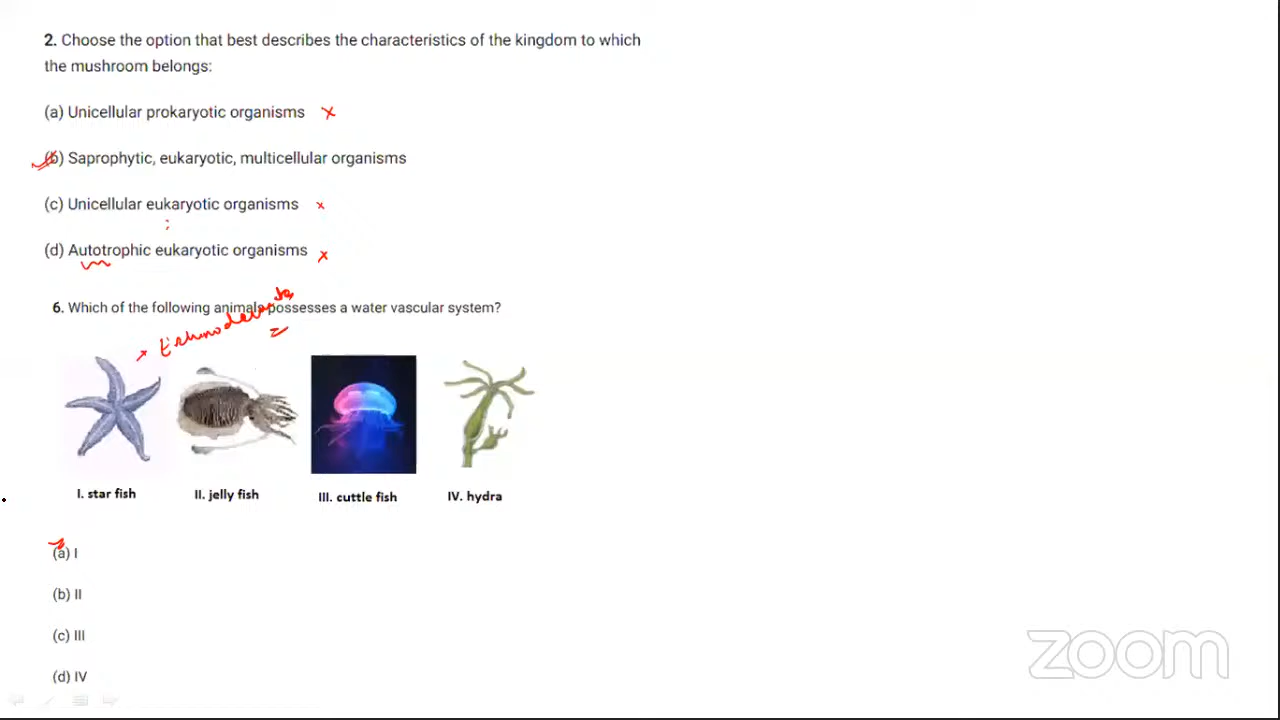 2. Choose the option that best describes the characteristics of the kingdom to which
the mushroom belongs:
(a) Unicellular prokaryotic organisms
(b) Saprophytic, eukaryotic, multicellular organisms
(c) Unicellular eukaryotic organisms
(d) Autotrophic eukaryotic organisms
6. Which of the following animals possesses a water vascular system?
I. star fish
II. jelly fish
III. cuttle fish
IV. hydra
(a) I
(b) II
(c) III
(d) IV
zoom